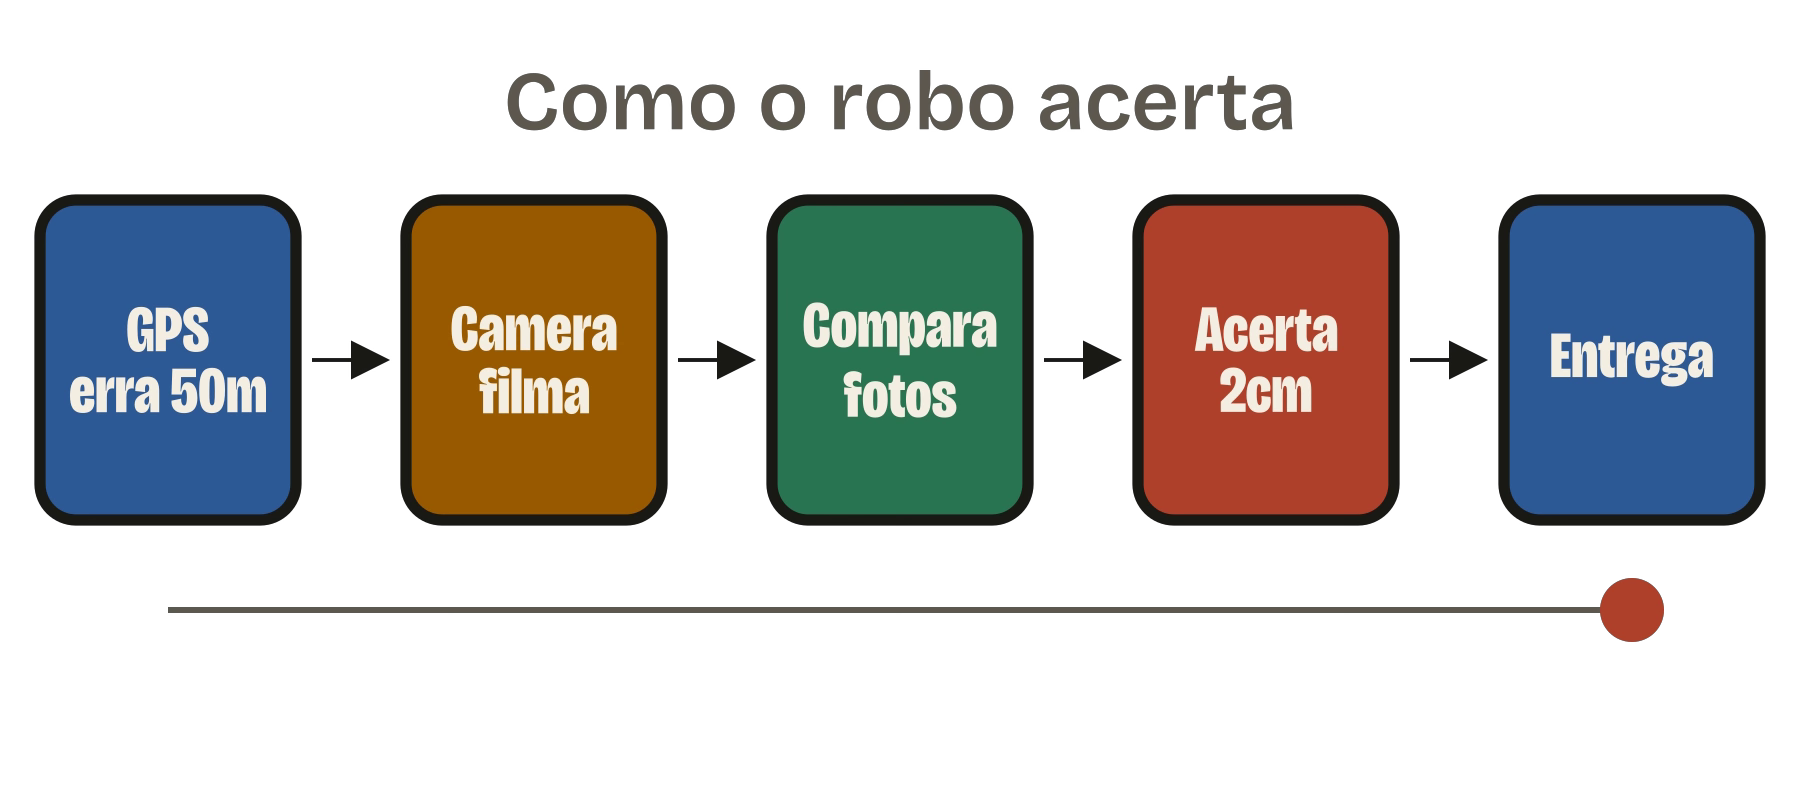 Como o robo acerta
GPS
erra 50m
Camera
filma
Compara
fotos
Acerta
2cm
Entrega